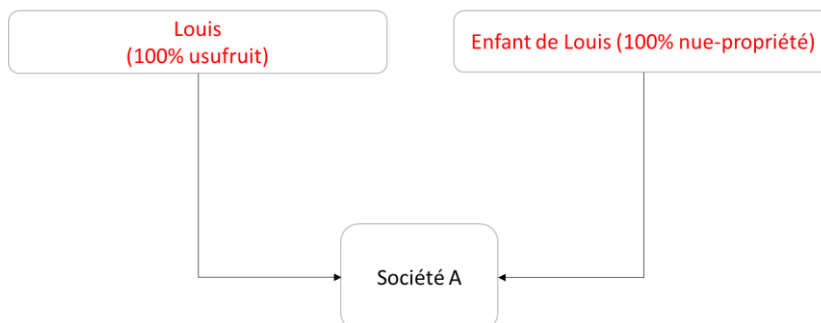 Louis
(100% usufruit)
Enfant de Louis (100% nue-propriété)
Société A